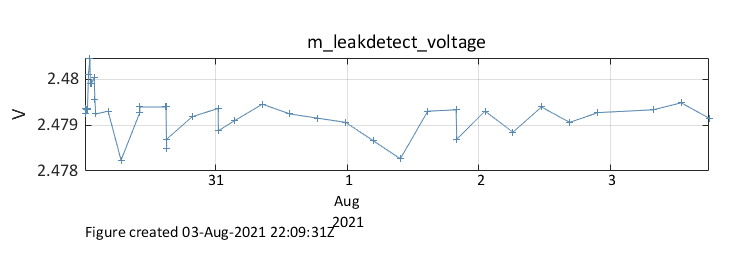 m_leakdetect_voltage
2.48
2.479
2.478
V
31 1 2 3
Aug
2021
Figure created 03-Aug-2021 22:09:31Z